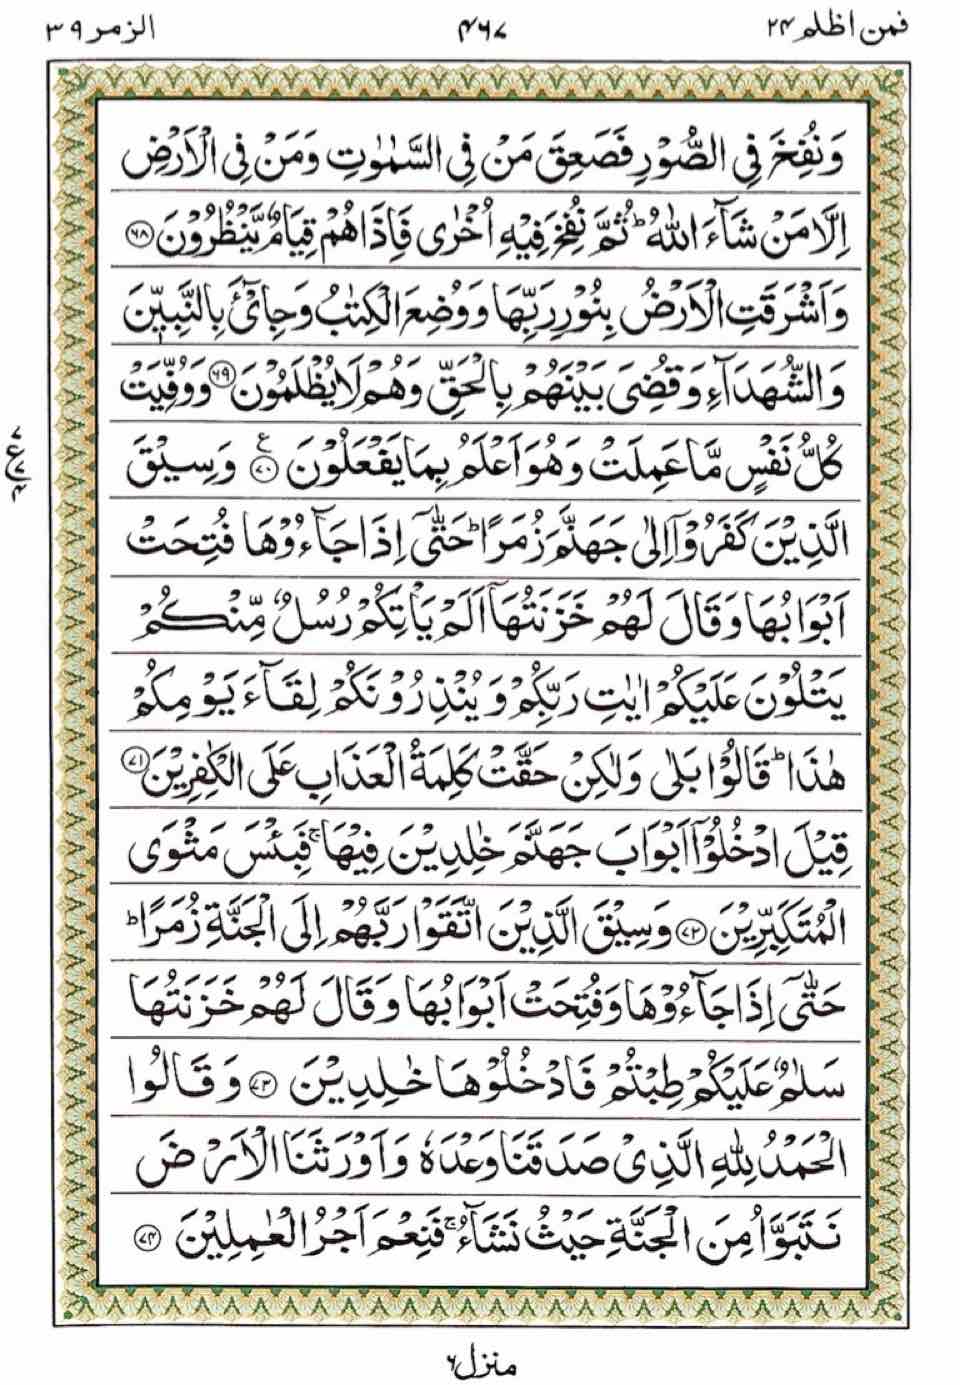 فمن اظلم ٢٤
٤٦٧
الزمر ٣٩
وَنُفِخَ فِي الصُّوْرِ فَصَعِقَ مَنْ فِي السَّمٰوٰتِ وَمَنْ فِي الْاَرْضِ
اِلَّا مَنْ شَآءَ اللّٰهُ ؕ ثُمَّ نُفِخَ فِيْهِ اُخْرٰى فَاِذَا هُمْ قِيَامٌ يَّنْظُرُوْنَ ﴿٦٨﴾
وَاَشْرَقَتِ الْاَرْضُ بِنُوْرِ رَبِّهَا وَوُضِعَ الْكِتٰبُ وَجِايْٓءَ بِالنَّبِيّٖنَ
وَالشُّهَدَآءِ وَقُضِيَ بَيْنَهُمْ بِالْحَقِّ وَهُمْ لَا يُظْلَمُوْنَ ﴿٦٩﴾ وَوُفِّيَتْ
كُلُّ نَفْسٍ مَّا عَمِلَتْ وَهُوَ اَعْلَمُ بِمَا يَفْعَلُوْنَ ﴿٧٠﴾ ع وَسِيْقَ
الَّذِيْنَ كَفَرُوْۤا اِلٰى جَهَنَّمَ زُمَرًا ؕ حَتّٰۤى اِذَا جَآءُوْهَا فُتِحَتْ
اَبْوَابُهَا وَقَالَ لَهُمْ خَزَنَتُهَاۤ اَلَمْ يَاْتِكُمْ رُسُلٌ مِّنْكُمْ
يَتْلُوْنَ عَلَيْكُمْ اٰيٰتِ رَبِّكُمْ وَيُنْذِرُوْنَكُمْ لِقَآءَ يَوْمِكُمْ
هٰذَا ؕ قَالُوْا بَلٰى وَلٰكِنْ حَقَّتْ كَلِمَةُ الْعَذَابِ عَلَى الْكٰفِرِيْنَ ﴿٧١﴾
قِيْلَ ادْخُلُوْۤا اَبْوَابَ جَهَنَّمَ خٰلِدِيْنَ فِيْهَا ۚ فَبِئْسَ مَثْوَى
الْمُتَكَبِّرِيْنَ ﴿٧٢﴾ وَسِيْقَ الَّذِيْنَ اتَّقَوْا رَبَّهُمْ اِلَى الْجَنَّةِ زُمَرًا ؕ
حَتّٰۤى اِذَا جَآءُوْهَا وَفُتِحَتْ اَبْوَابُهَا وَقَالَ لَهُمْ خَزَنَتُهَا
سَلٰمٌ عَلَيْكُمْ طِبْتُمْ فَادْخُلُوْهَا خٰلِدِيْنَ ﴿٧٣﴾ وَقَالُوا
الْحَمْدُ لِلّٰهِ الَّذِيْ صَدَقَنَا وَعْدَهٗ وَاَوْرَثَنَا الْاَرْضَ
نَتَبَوَّاُ مِنَ الْجَنَّةِ حَيْثُ نَشَآءُ ۚ فَنِعْمَ اَجْرُ الْعٰمِلِيْنَ ﴿٧٤﴾
منزل ٦